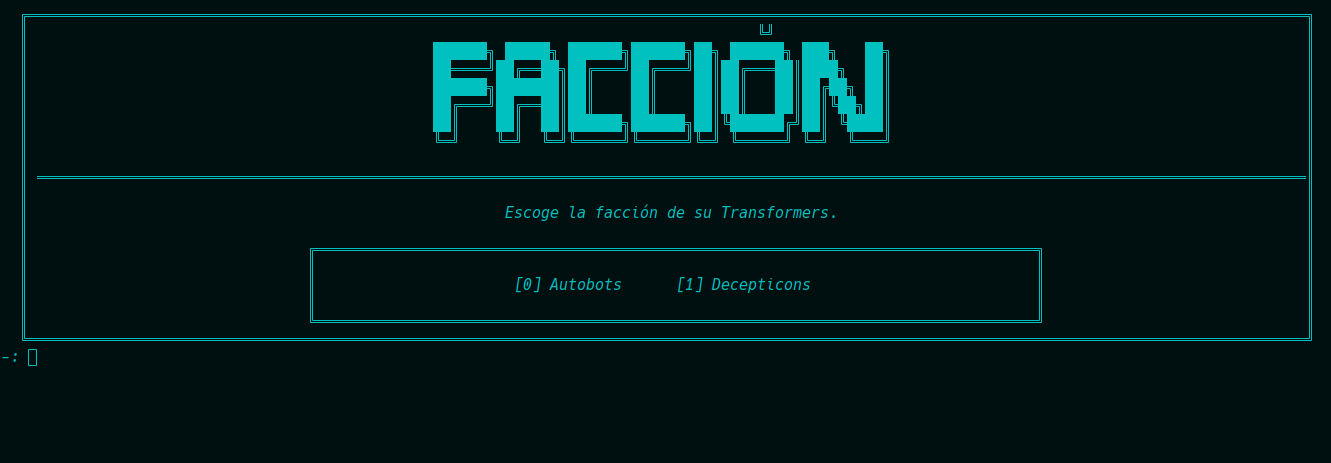 FACCIÓN
Escoge la facción de su Transformers.
[0] Autobots [1] Decepticons
-: